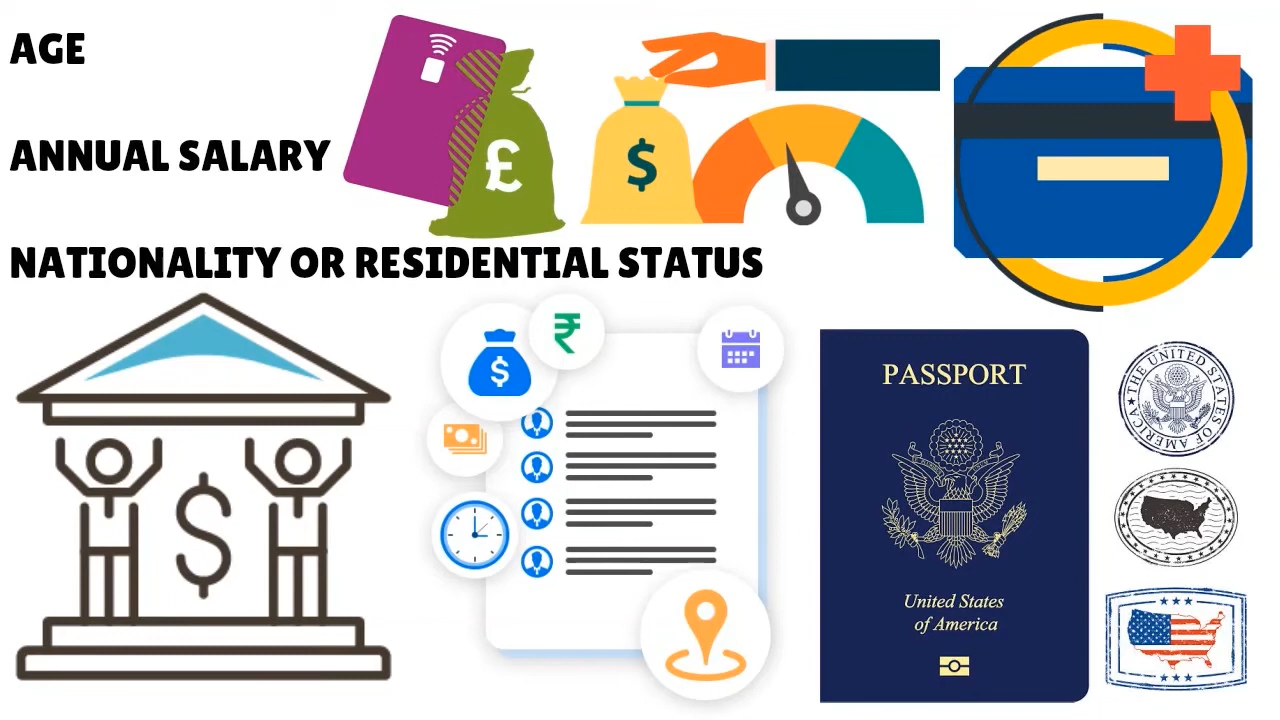 AGE
ANNUAL SALARY
£
$
NATIONALITY OR RESIDENTIAL STATUS
$
₹
$
PASSPORT
United States
of America
THE UNITED STATES OF AMERICA